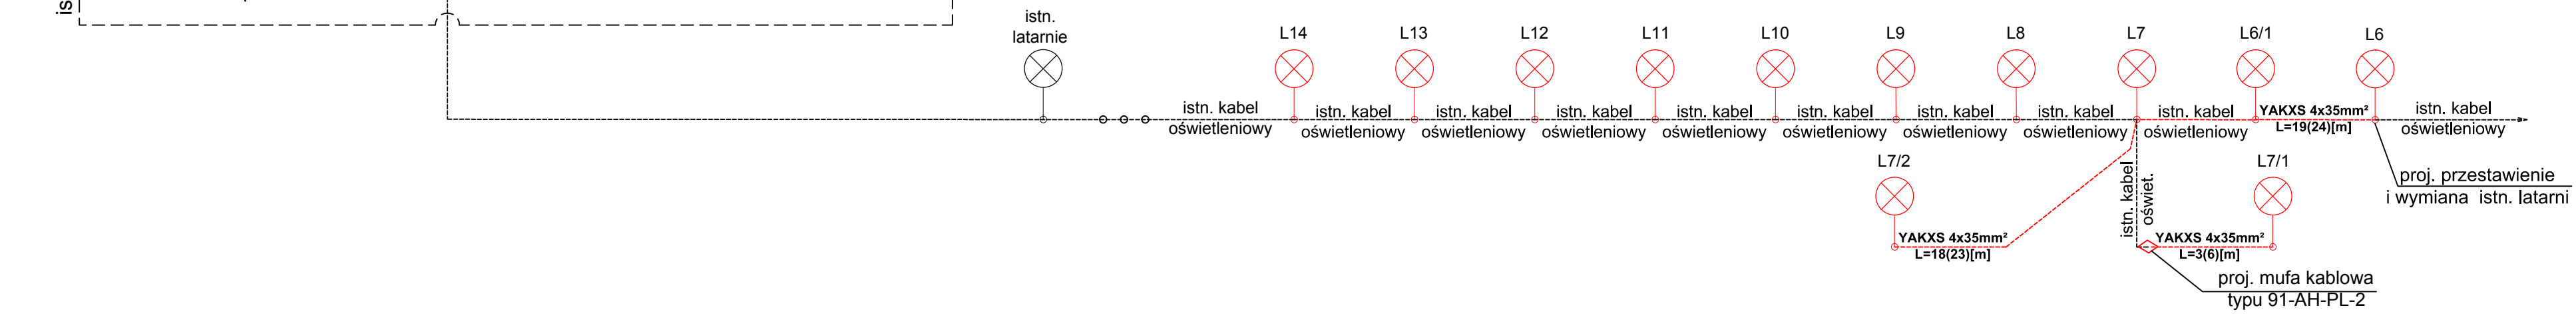 is
istn.
latarnie
L14
L13
L12
L11
L10
L9
L8
L7
L6/1
L6
istn. kabel
oświetleniowy
istn. kabel
oświetleniowy
istn. kabel
oświetleniowy
istn. kabel
oświetleniowy
istn. kabel
oświetleniowy
istn. kabel
oświetleniowy
istn. kabel
oświetleniowy
istn. kabel
oświetleniowy
istn. kabel
oświetleniowy
YAKXS 4x35mm²
L=19(24)[m]
istn. kabel
oświetleniowy
L7/2
YAKXS 4x35mm²
L=18(23)[m]
istn. kabel
oświet.
L7/1
YAKXS 4x35mm²
L=3(6)[m]
proj. przestawienie
i wymiana istn. latarni
proj. mufa kablowa
typu 91-AH-PL-2